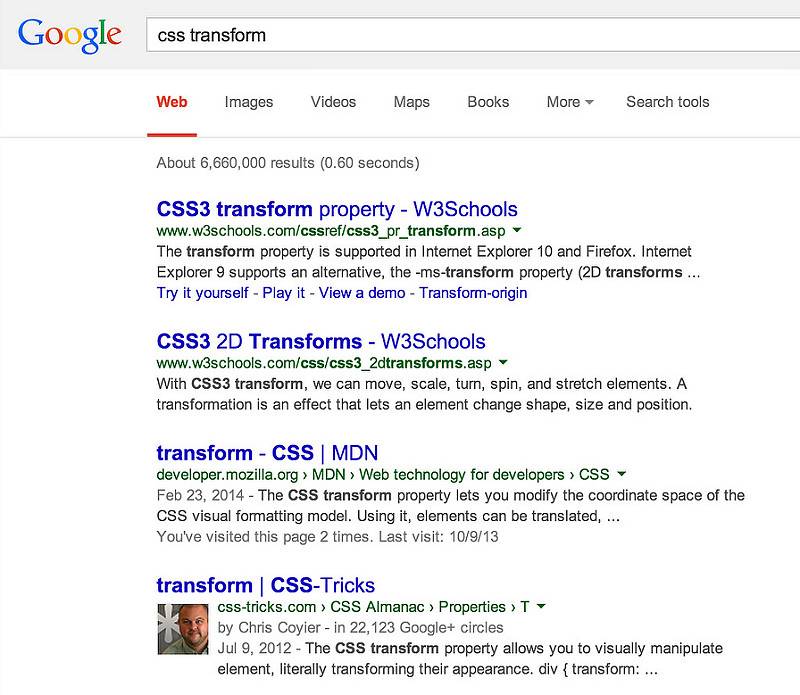 Google
css transform
Web Images Videos Maps Books More Search tools
About 6,660,000 results (0.60 seconds)
CSS3 transform property - W3Schools
www.w3schools.com/cssref/css3_pr_transform.asp
The transform property is supported in Internet Explorer 10 and Firefox. Internet
Explorer 9 supports an alternative, the -ms-transform property (2D transforms ...
Try it yourself - Play it - View a demo - Transform-origin
CSS3 2D Transforms - W3Schools
www.w3schools.com/css/css3_2dtransforms.asp
With CSS3 transform, we can move, scale, turn, spin, and stretch elements. A
transformation is an effect that lets an element change shape, size and position.
transform - CSS | MDN
developer.mozilla.org › MDN › Web technology for developers › CSS
Feb 23, 2014 - The CSS transform property lets you modify the coordinate space of the
CSS visual formatting model. Using it, elements can be translated, ...
You've visited this page 2 times. Last visit: 10/9/13
transform | CSS-Tricks
css-tricks.com › CSS Almanac › Properties › T
by Chris Coyier - in 22,123 Google+ circles
Jul 9, 2012 - The CSS transform property allows you to visually manipulate
element, literally transforming their appearance. div { transform: ...